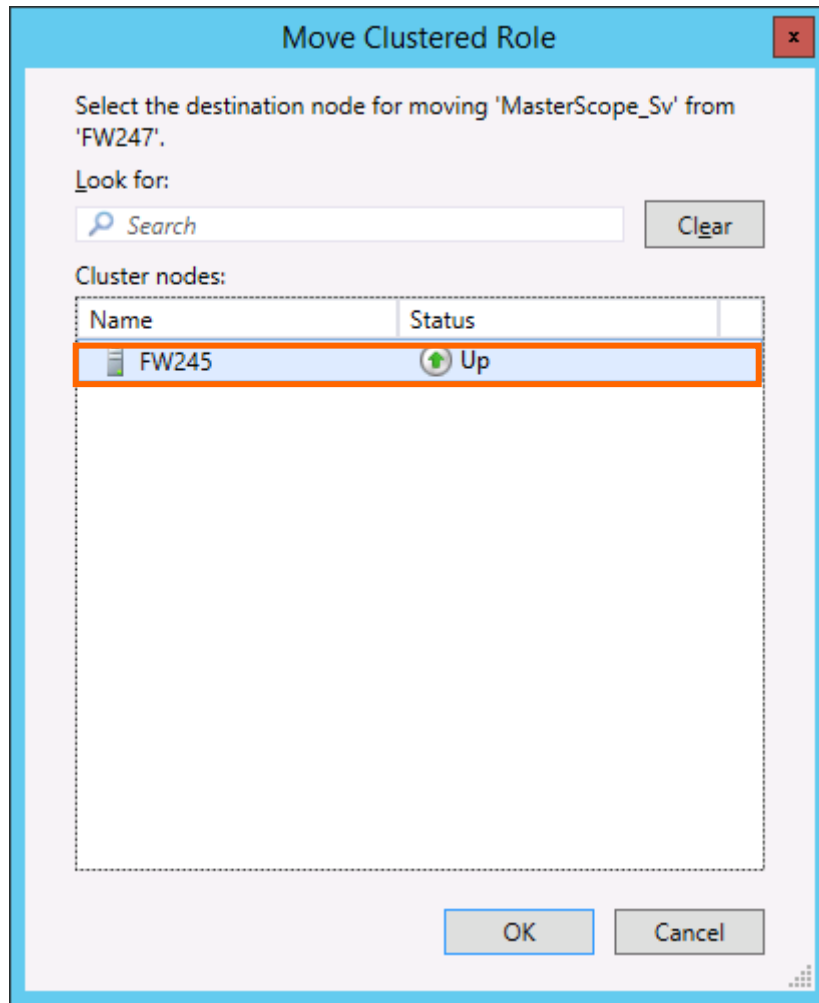 Move Clustered Role
x
Select the destination node for moving 'MasterScope_Sv' from
'FW247'.
Look for:
Search
Clear
Cluster nodes:
Name Status
FW245 Up
OK Cancel